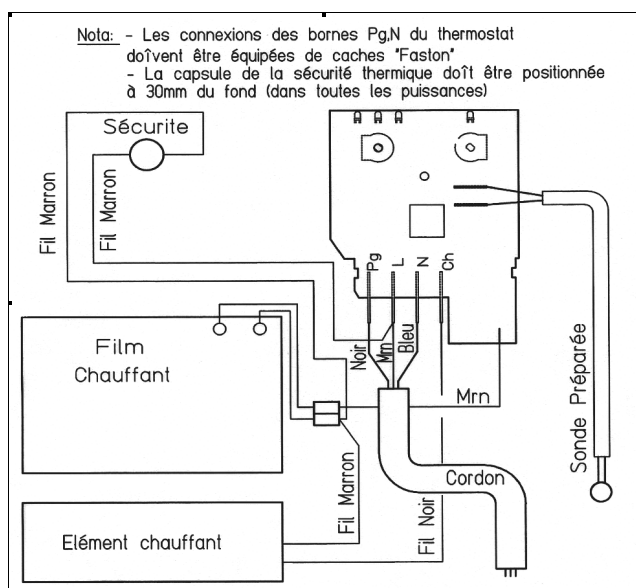 Nota: - Les connexions des bornes Pg,N du thermostat
doîvent être équipées de caches "Faston"
- La capsule de la sécurité thermique doît être positionnée
à 30mm du fond (dans toutes les puissances)
Sécurite
Fil Marron
Fil Marron
Pg
L
N
Ch
Film
Chauffant
Noir
Mrn
Bleu
Mrn
Sonde Préparée
Cordon
Fil Marron
Fil Noir
Elément chauffant